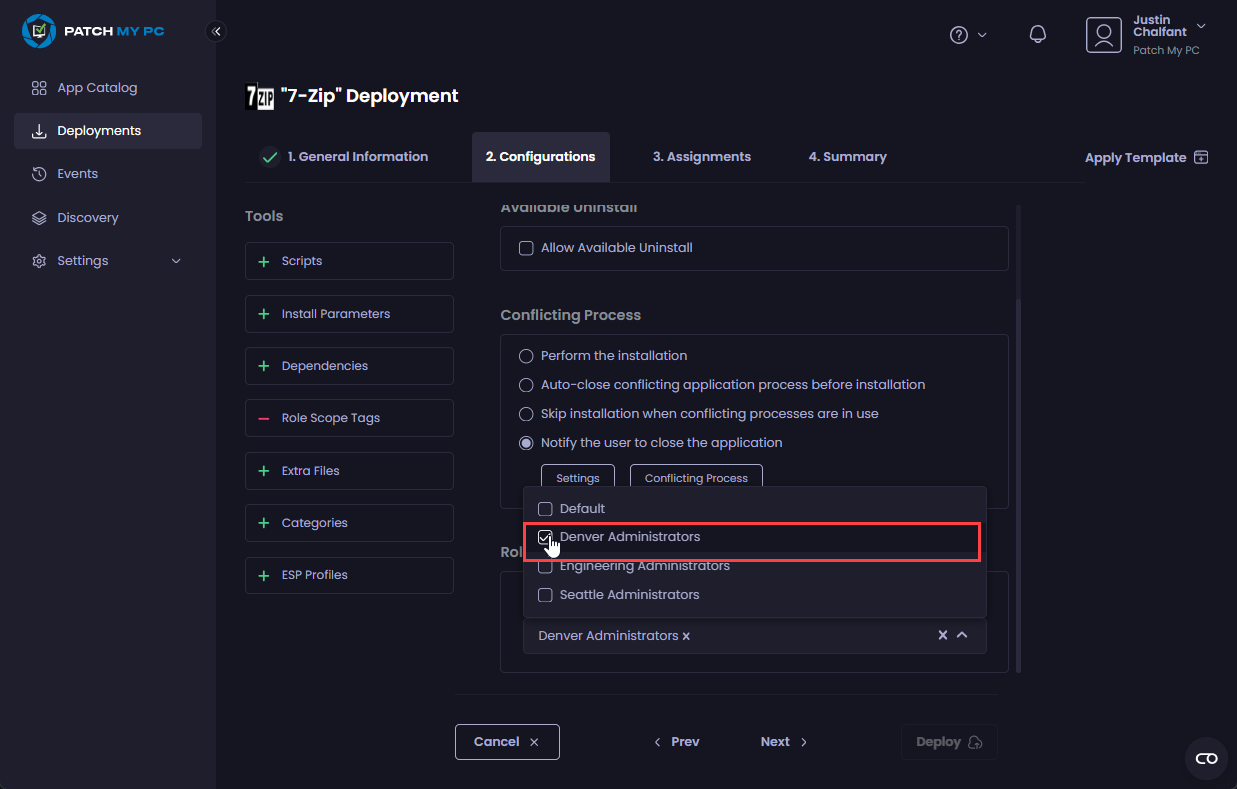 PATCH MY PC
Justin
Chalfant
Patch My PC
App Catalog
Deployments
Events
Discovery
Settings
7ZIP
"7-Zip" Deployment
1. General Information
2. Configurations
3. Assignments
4. Summary
Apply Template
Tools
Scripts
Install Parameters
Dependencies
Role Scope Tags
Extra Files
Categories
ESP Profiles
Available Uninstall
Allow Available Uninstall
Conflicting Process
Perform the installation
Auto-close conflicting application process before installation
Skip installation when conflicting processes are in use
Notify the user to close the application
Settings
Conflicting Process
Default
Denver Administrators
Rol
Engineering Administrators
Seattle Administrators
Denver Administrators ×
Cancel ×
Prev
Next
Deploy